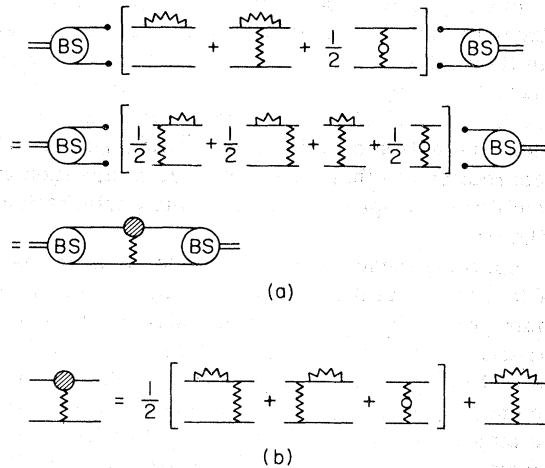 BS [ + + 1/2 ] BS
= BS [ 1/2 + 1/2 + + 1/2 ] BS
= BS BS
(a)
= 1/2 [ + + ] +
(b)